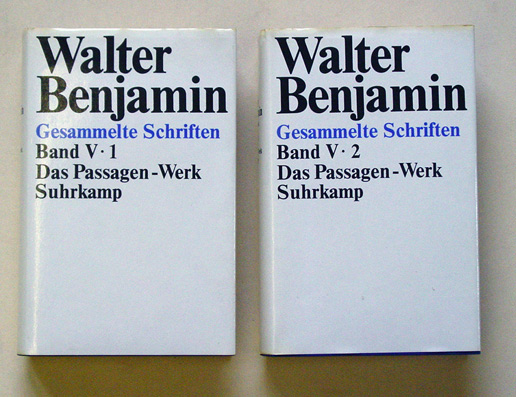 Walter
Benjamin
Gesammelte Schriften
Band V · 1
Das Passagen-Werk
Suhrkamp
Walter
Benjamin
Gesammelte Schriften
Band V · 2
Das Passagen-Werk
Suhrkamp